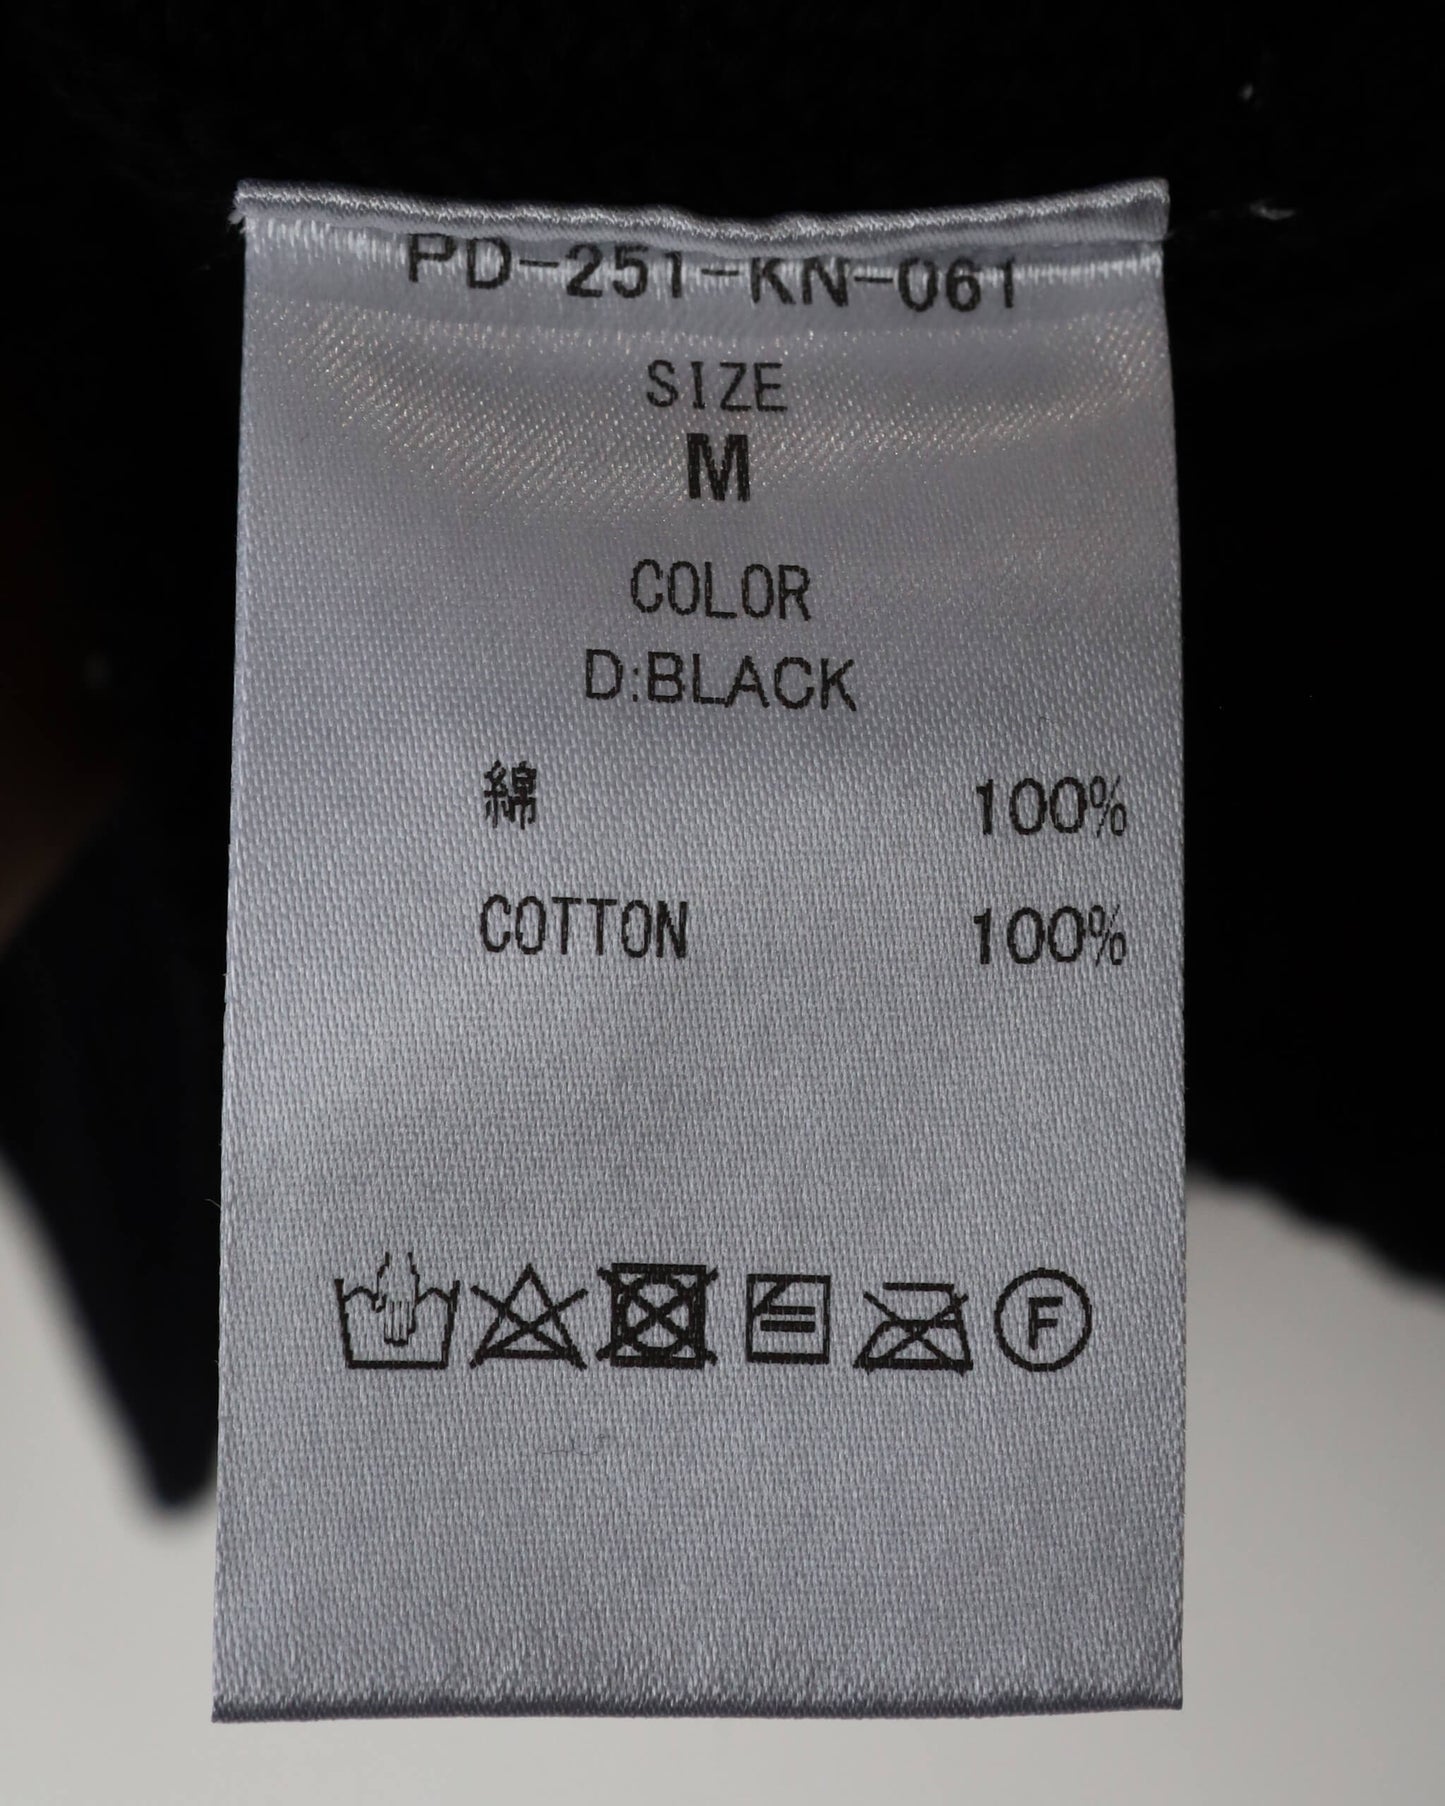 PD-251-KN-061
SIZE
M
COLOR
D:BLACK
綿 100%
COTTON 100%
F